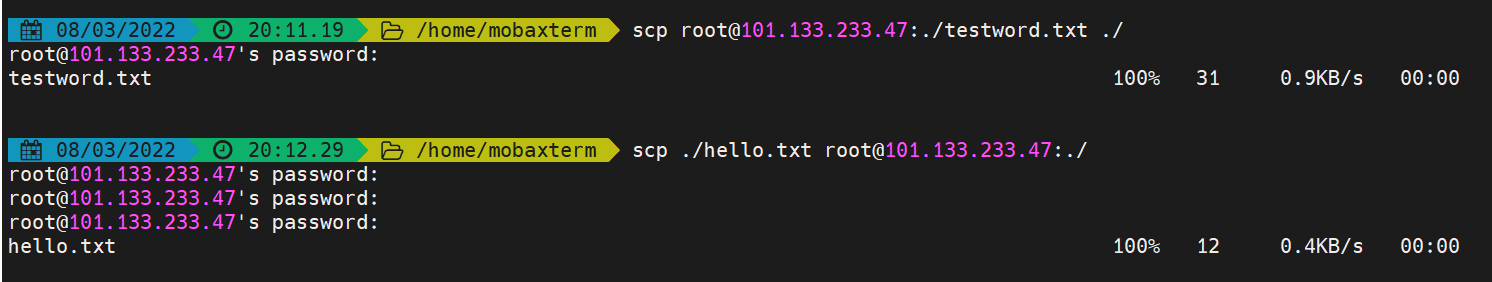 08/03/2022 20:11.19 /home/mobaxterm scp root@101.133.233.47:./testword.txt ./
root@101.133.233.47's password:
testword.txt 100% 31 0.9KB/s 00:00
08/03/2022 20:12.29 /home/mobaxterm scp ./hello.txt root@101.133.233.47:./
root@101.133.233.47's password:
root@101.133.233.47's password:
root@101.133.233.47's password:
hello.txt 100% 12 0.4KB/s 00:00